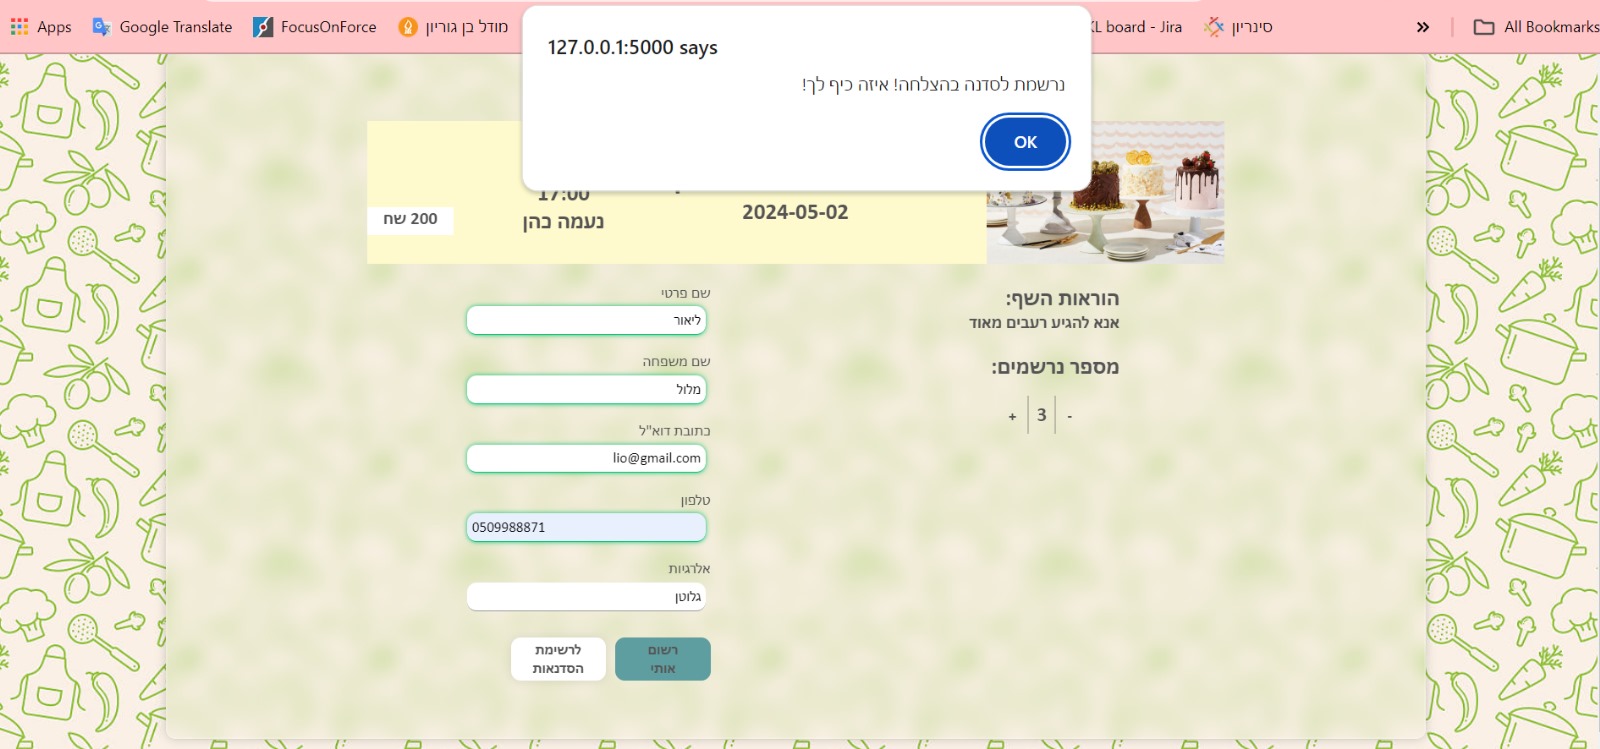 Apps
Google Translate
FocusOnForce
מודל בן גוריון
KL board - Jira
סינריון
»
All Bookmarks
127.0.0.1:5000 says
נרשמת לסדנה בהצלחה! איזה כיף לך!
OK
17:00
נעמה כהן
2024-05-02
200 שח
הוראות השף:
אנא להגיע רעבים מאוד
מספר נרשמים:
+ 3 -
שם פרטי
ליאור
שם משפחה
מלול
כתובת דוא"ל
lio@gmail.com
טלפון
0509988871
אלרגיות
גלוטן
רשום
אותי
לרשימת
הסדנאות